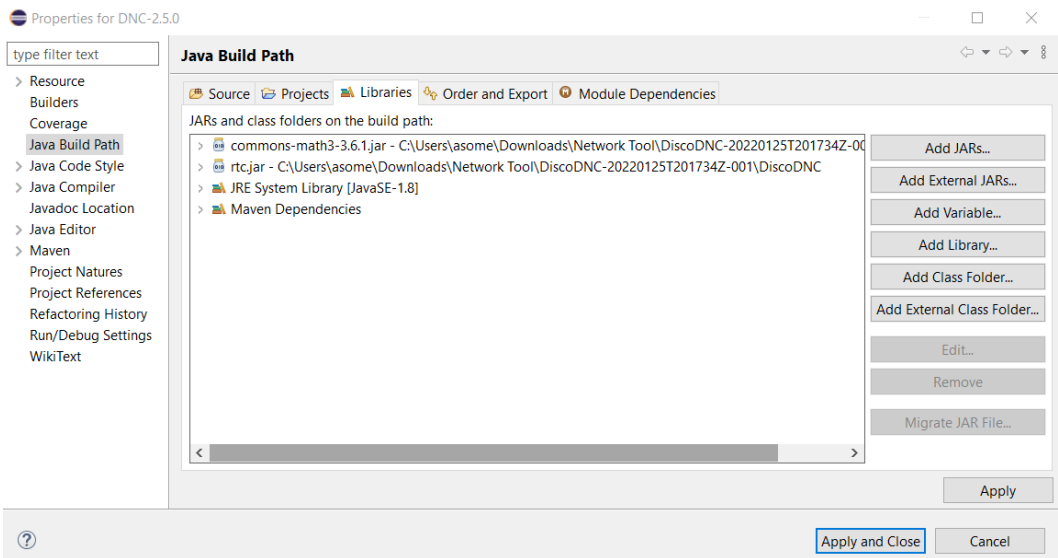 Properties for DNC-2.5.0
type filter text
Resource
Builders
Coverage
Java Build Path
Java Code Style
Java Compiler
Javadoc Location
Java Editor
Maven
Project Natures
Project References
Refactoring History
Run/Debug Settings
WikiText
Java Build Path
Source Projects Libraries Order and Export Module Dependencies
JARs and class folders on the build path:
commons-math3-3.6.1.jar - C:\Users\asome\Downloads\Network Tool\DiscoDNC-20220125T201734Z-00
rtc.jar - C:\Users\asome\Downloads\Network Tool\DiscoDNC-20220125T201734Z-001\DiscoDNC
JRE System Library [JavaSE-1.8]
Maven Dependencies
Add JARs...
Add External JARs...
Add Variable...
Add Library...
Add Class Folder...
Add External Class Folder...
Edit...
Remove
Migrate JAR File...
Apply
Apply and Close
Cancel